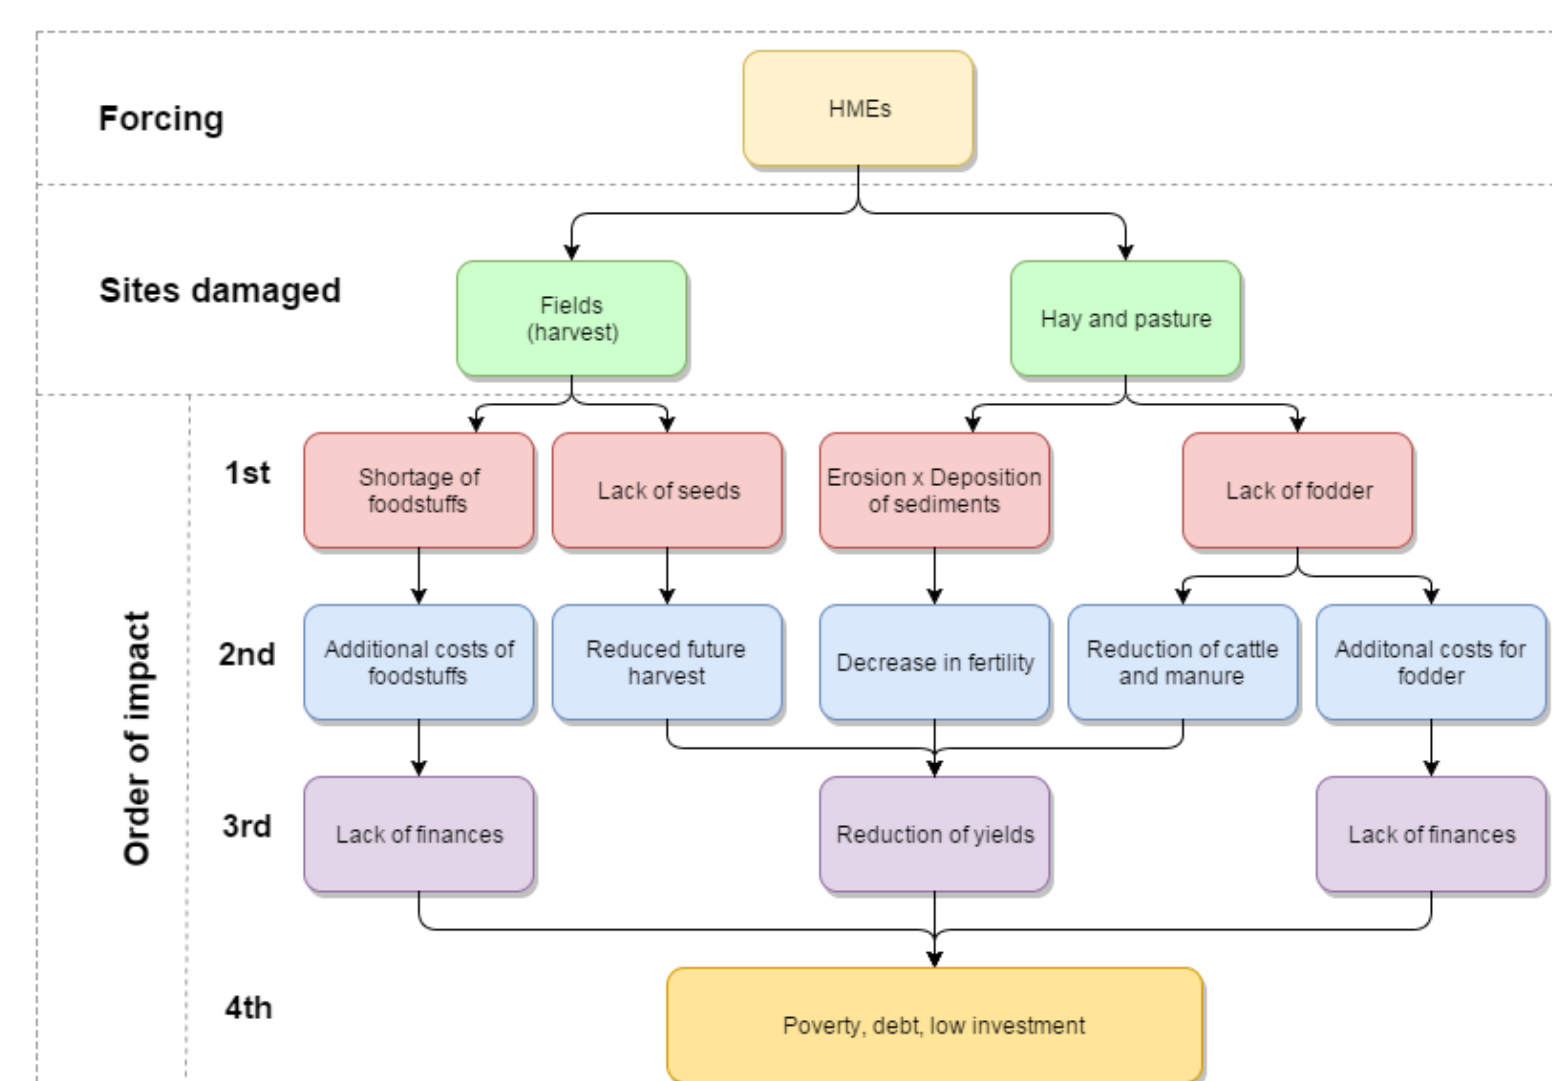 Forcing
HMEs
Sites damaged
Fields
(harvest)
Hay and pasture
Order of impact
1st
Shortage of
foodstuffs
Lack of seeds
Erosion x Deposition
of sediments
Lack of fodder
2nd
Additional costs of
foodstuffs
Reduced future
harvest
Decrease in fertility
Reduction of cattle
and manure
Additonal costs for
fodder
3rd
Lack of finances
Reduction of yields
Lack of finances
4th
Poverty, debt, low investment